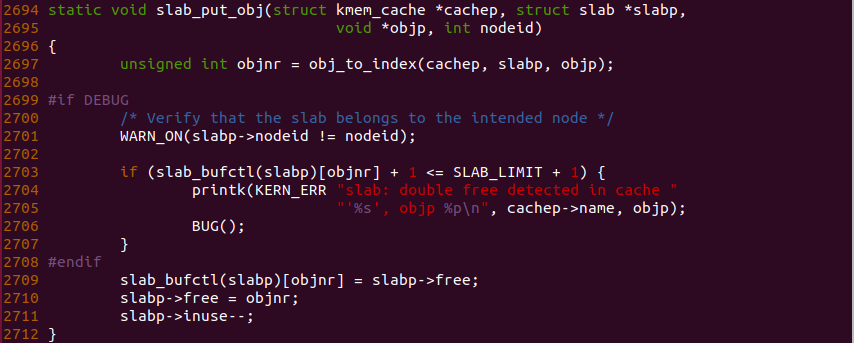 2694 static void slab_put_obj(struct kmem_cache *cachep, struct slab *slabp,
2695                                 void *objp, int nodeid)
2696 {
2697         unsigned int objnr = obj_to_index(cachep, slabp, objp);
2698
2699 #if DEBUG
2700         /* Verify that the slab belongs to the intended node */
2701         WARN_ON(slabp->nodeid != nodeid);
2702
2703         if (slab_bufctl(slabp)[objnr] + 1 <= SLAB_LIMIT + 1) {
2704                 printk(KERN_ERR "slab: double free detected in cache "
2705                                 "'%s', objp %p\n", cachep->name, objp);
2706                 BUG();
2707         }
2708 #endif
2709         slab_bufctl(slabp)[objnr] = slabp->free;
2710         slabp->free = objnr;
2711         slabp->inuse--;
2712 }